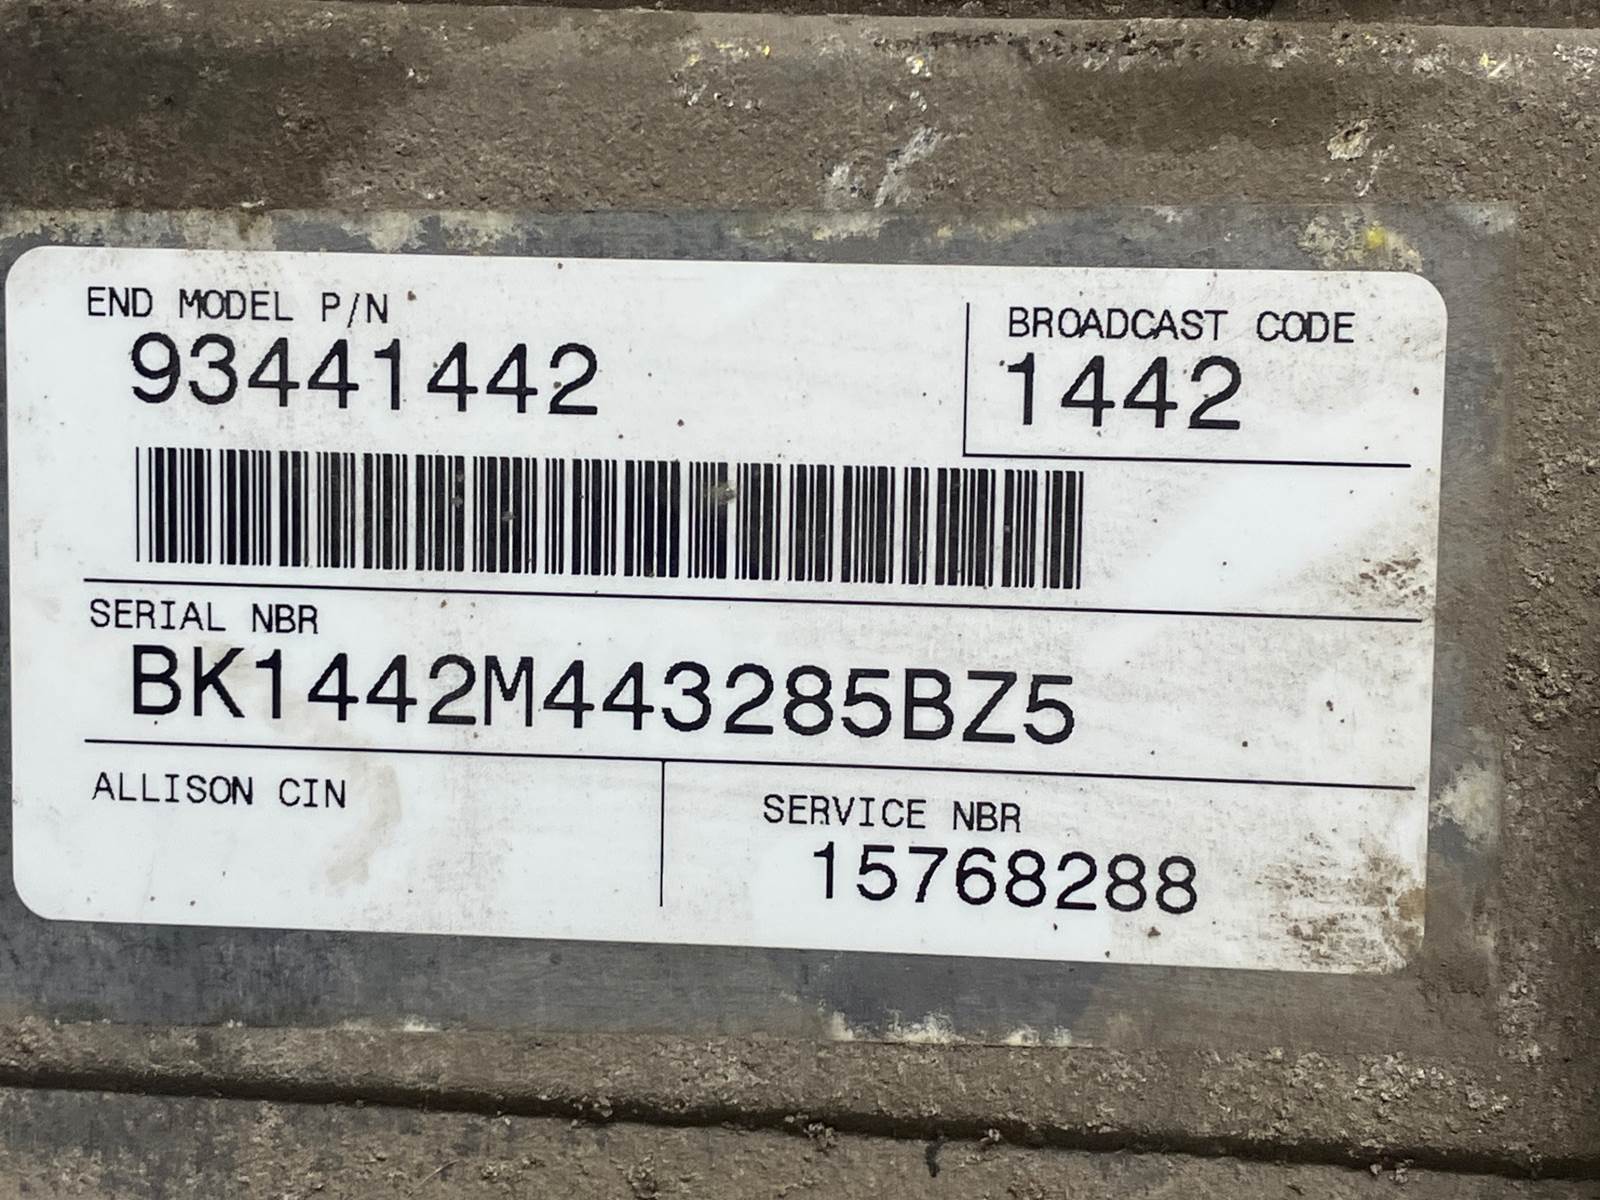 END MODEL P/N
93441442
BROADCAST CODE
1442
SERIAL NBR
BK1442M443285BZ5
ALLISON CIN
SERVICE NBR
15768288